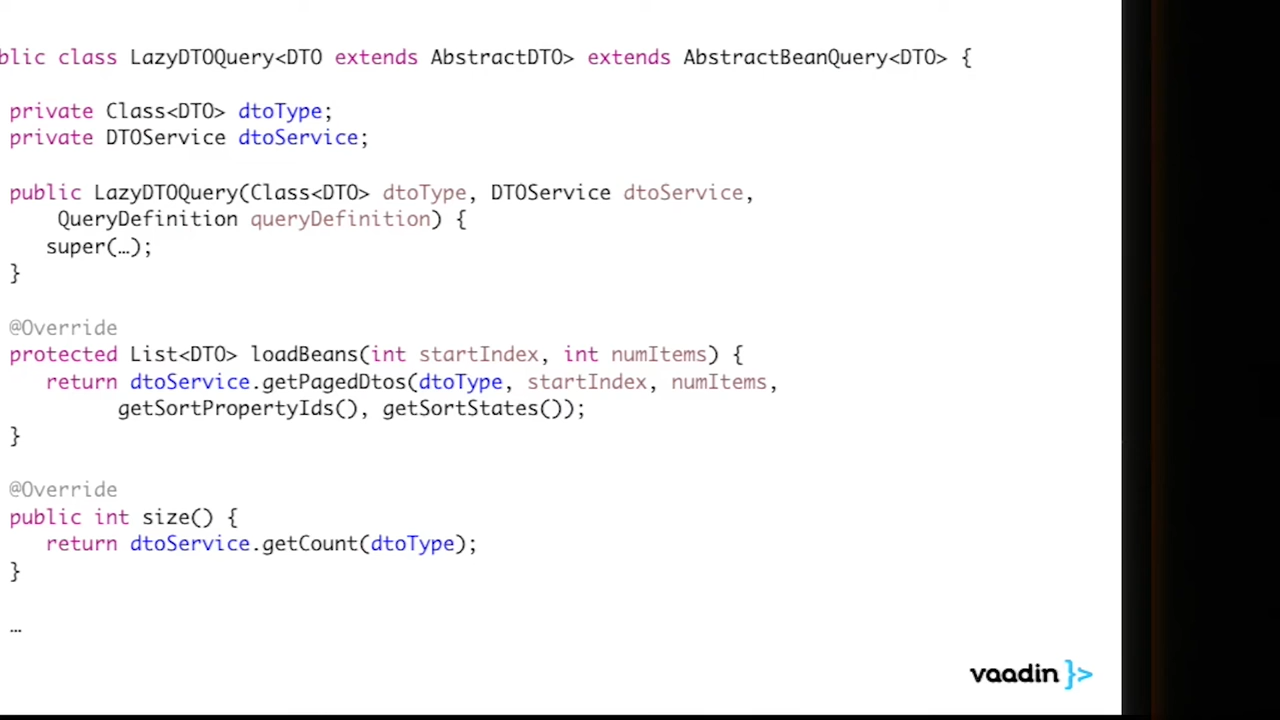 blic class LazyDTOQuery<DTO extends AbstractDTO> extends AbstractBeanQuery<DTO> {
private Class<DTO> dtoType;
private DTOService dtoService;
public LazyDTOQuery(Class<DTO> dtoType, DTOService dtoService,
QueryDefinition queryDefinition) {
super(…);
}
@Override
protected List<DTO> loadBeans(int startIndex, int numItems) {
return dtoService.getPagedDtos(dtoType, startIndex, numItems,
getSortPropertyIds(), getSortStates());
}
@Override
public int size() {
return dtoService.getCount(dtoType);
}
…
vaadin }>